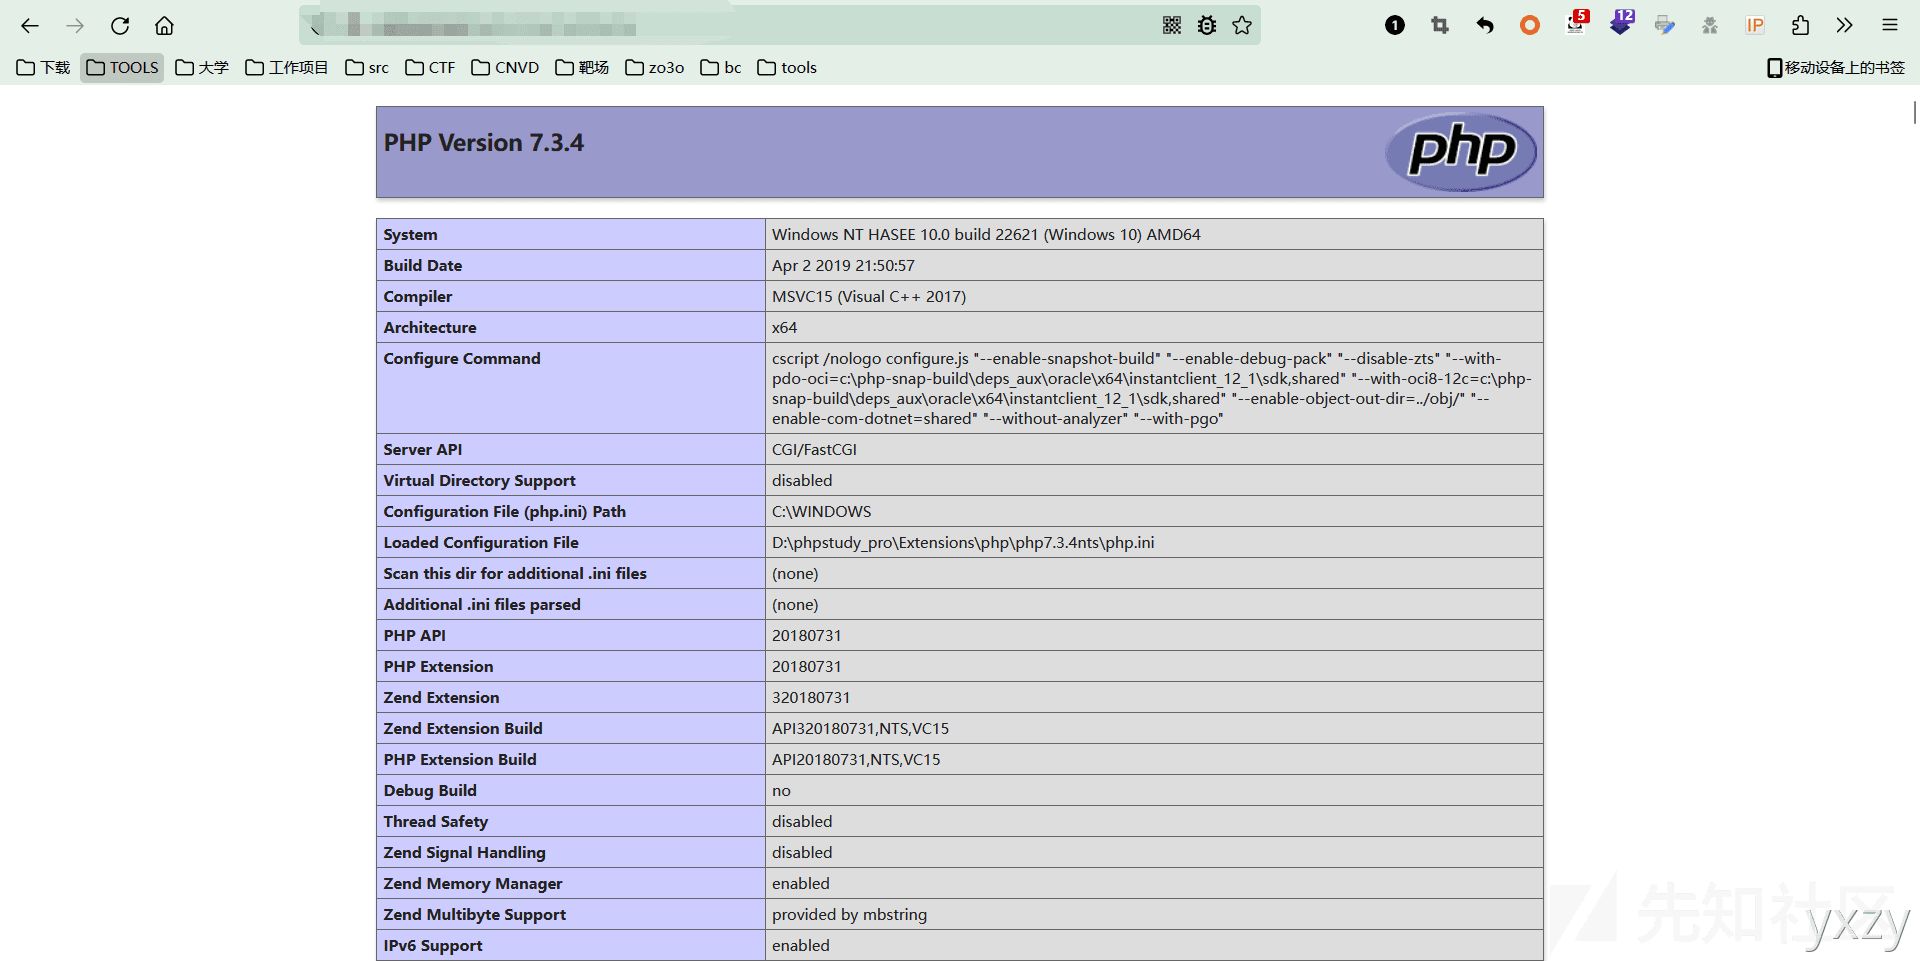 1
5
12
IP
下载
TOOLS
大学
工作项目
src
CTF
CNVD
靶场
zo3o
bc
tools
移动设备上的书签
PHP Version 7.3.4
php
System Windows NT HASEE 10.0 build 22621 (Windows 10) AMD64
Build Date Apr 2 2019 21:50:57
Compiler MSVC15 (Visual C++ 2017)
Architecture x64
Configure Command cscript /nologo configure.js "--enable-snapshot-build" "--enable-debug-pack" "--disable-zts" "--with-
pdo-oci=c:\php-snap-build\deps_aux\oracle\x64\instantclient_12_1\sdk,shared" "--with-oci8-12c=c:\php-
snap-build\deps_aux\oracle\x64\instantclient_12_1\sdk,shared" "--enable-object-out-dir=../obj/" "--
enable-com-dotnet=shared" "--without-analyzer" "--with-pgo"
Server API CGI/FastCGI
Virtual Directory Support disabled
Configuration File (php.ini) Path C:\WINDOWS
Loaded Configuration File D:\phpstudy_pro\Extensions\php\php7.3.4nts\php.ini
Scan this dir for additional .ini files (none)
Additional .ini files parsed (none)
PHP API 20180731
PHP Extension 20180731
Zend Extension 320180731
Zend Extension Build API320180731,NTS,VC15
PHP Extension Build API20180731,NTS,VC15
Debug Build no
Thread Safety disabled
Zend Signal Handling disabled
Zend Memory Manager enabled
Zend Multibyte Support provided by mbstring
IPv6 Support enabled
先知社区
yxzy